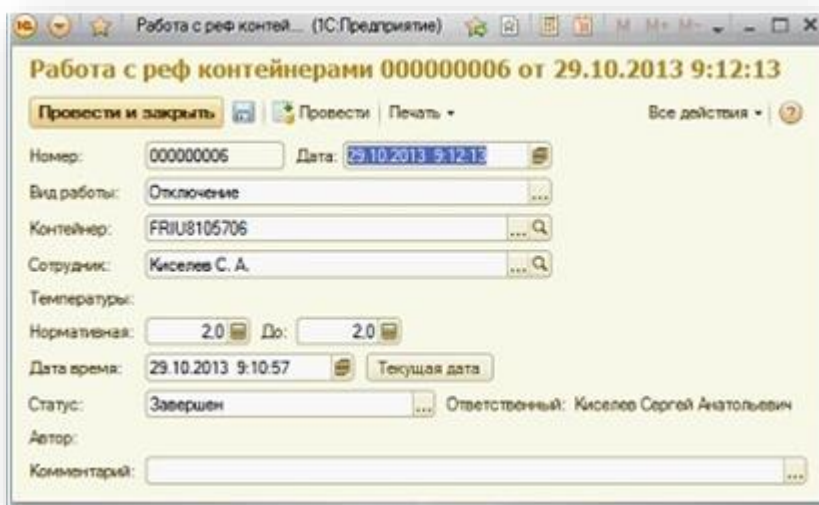 Работа с реф контей... (1С:Предприятие) M M+ M-
Работа с реф контейнерами 000000006 от 29.10.2013 9:12:13
Провести и закрыть Провести Печать Все действия
Номер: 000000006 Дата: 29.10.2013 9:12:13
Вид работы: Отключение ...
Контейнер: FRIU8105706 ...
Сотрудник: Киселев С. А. ...
Температуры:
Нормативная: 2,0 До: 2,0
Дата время: 29.10.2013 9:10:57 Текущая дата
Статус: Завершен ... Ответственный: Киселев Сергей Анатольевич
Автор:
Комментарий: ...